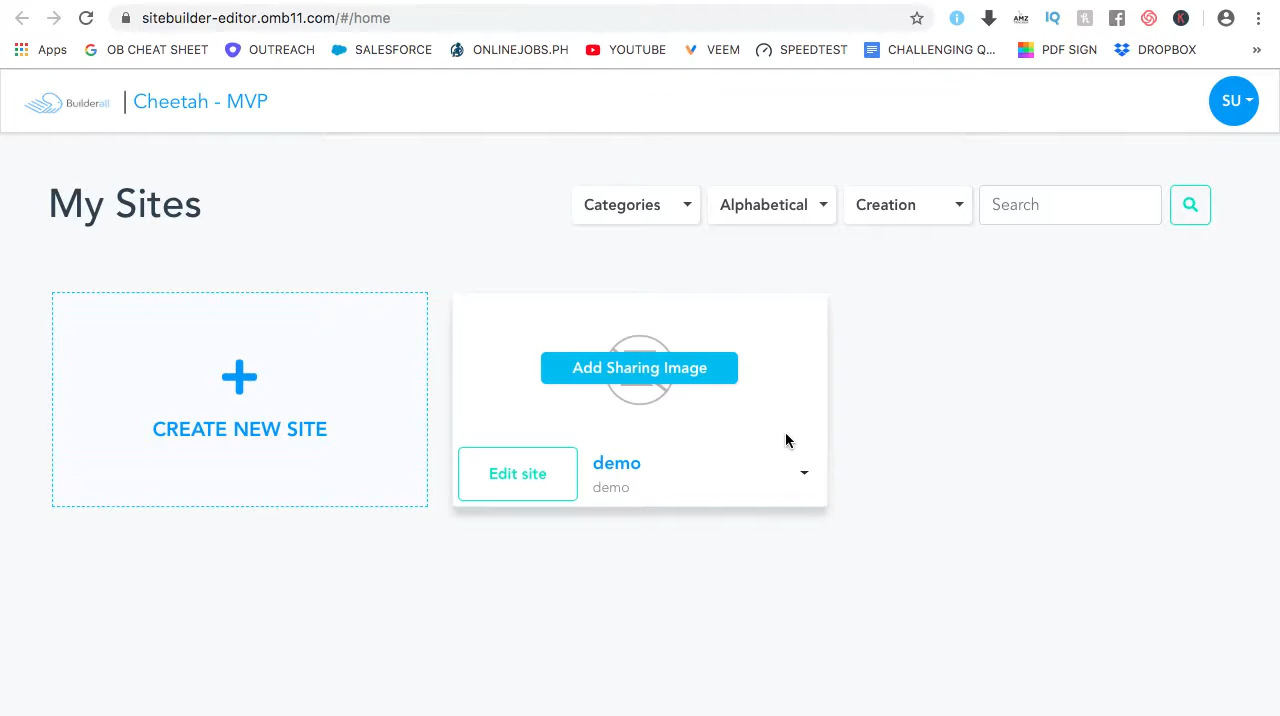 sitebuilder-editor.omb11.com/#/home
AMZ
IQ
Apps OB CHEAT SHEET OUTREACH SALESFORCE ONLINEJOBS.PH YOUTUBE VEEM SPEEDTEST CHALLENGING Q... PDF SIGN DROPBOX »
Builderall | Cheetah - MVP
SU
My Sites
Categories Alphabetical Creation Search
Add Sharing Image
CREATE NEW SITE
Edit site
demo
demo